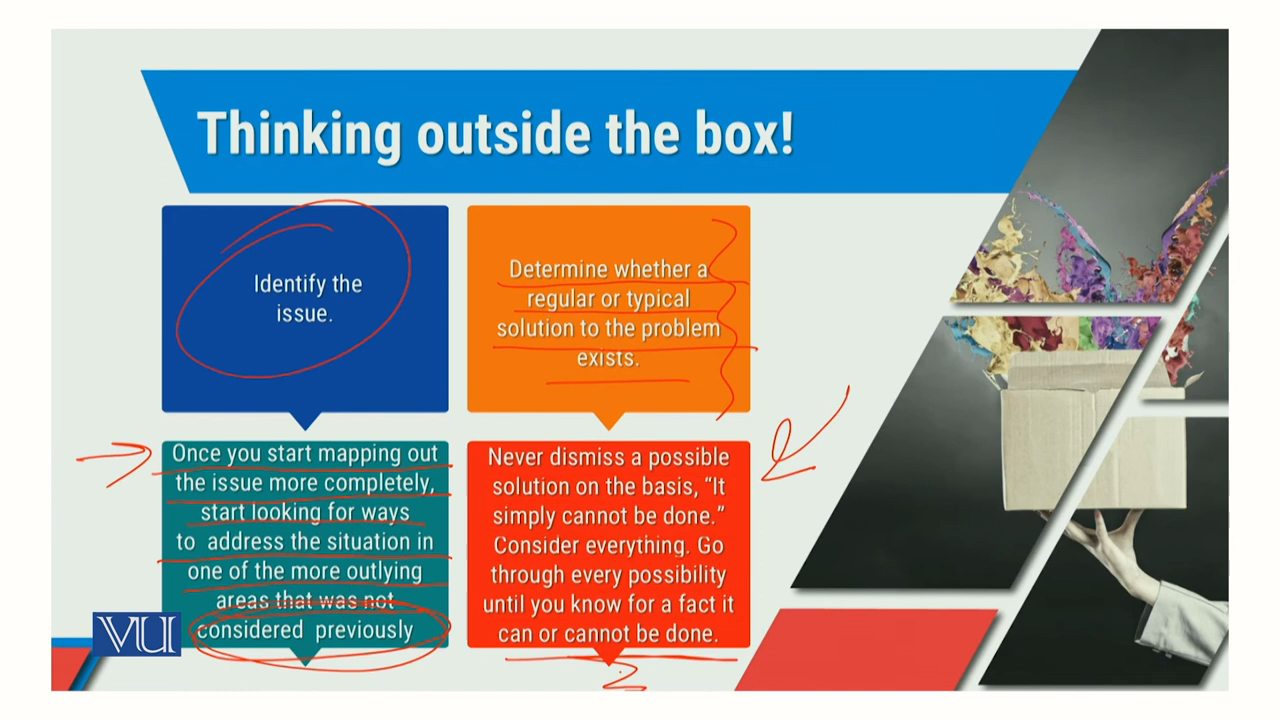 Thinking outside the box!
Identify the
issue.
Determine whether a
regular or typical
solution to the problem
exists.
Once you start mapping out
the issue more completely,
start looking for ways
to address the situation in
one of the more outlying
areas that was not
considered previously
Never dismiss a possible
solution on the basis, “It
simply cannot be done.”
Consider everything. Go
through every possibility
until you know for a fact it
can or cannot be done.
VU